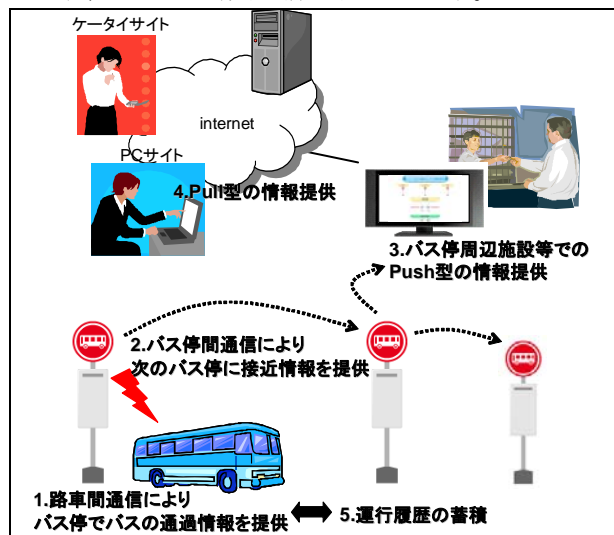 ケータイサイト
internet
PCサイト
4.Pull型の情報提供
3.バス停周辺施設等での
Push型の情報提供
2.バス停間通信により
次のバス停に接近情報を提供
1.路車間通信により
バス停でバスの通過情報を提供
5.運行履歴の蓄積